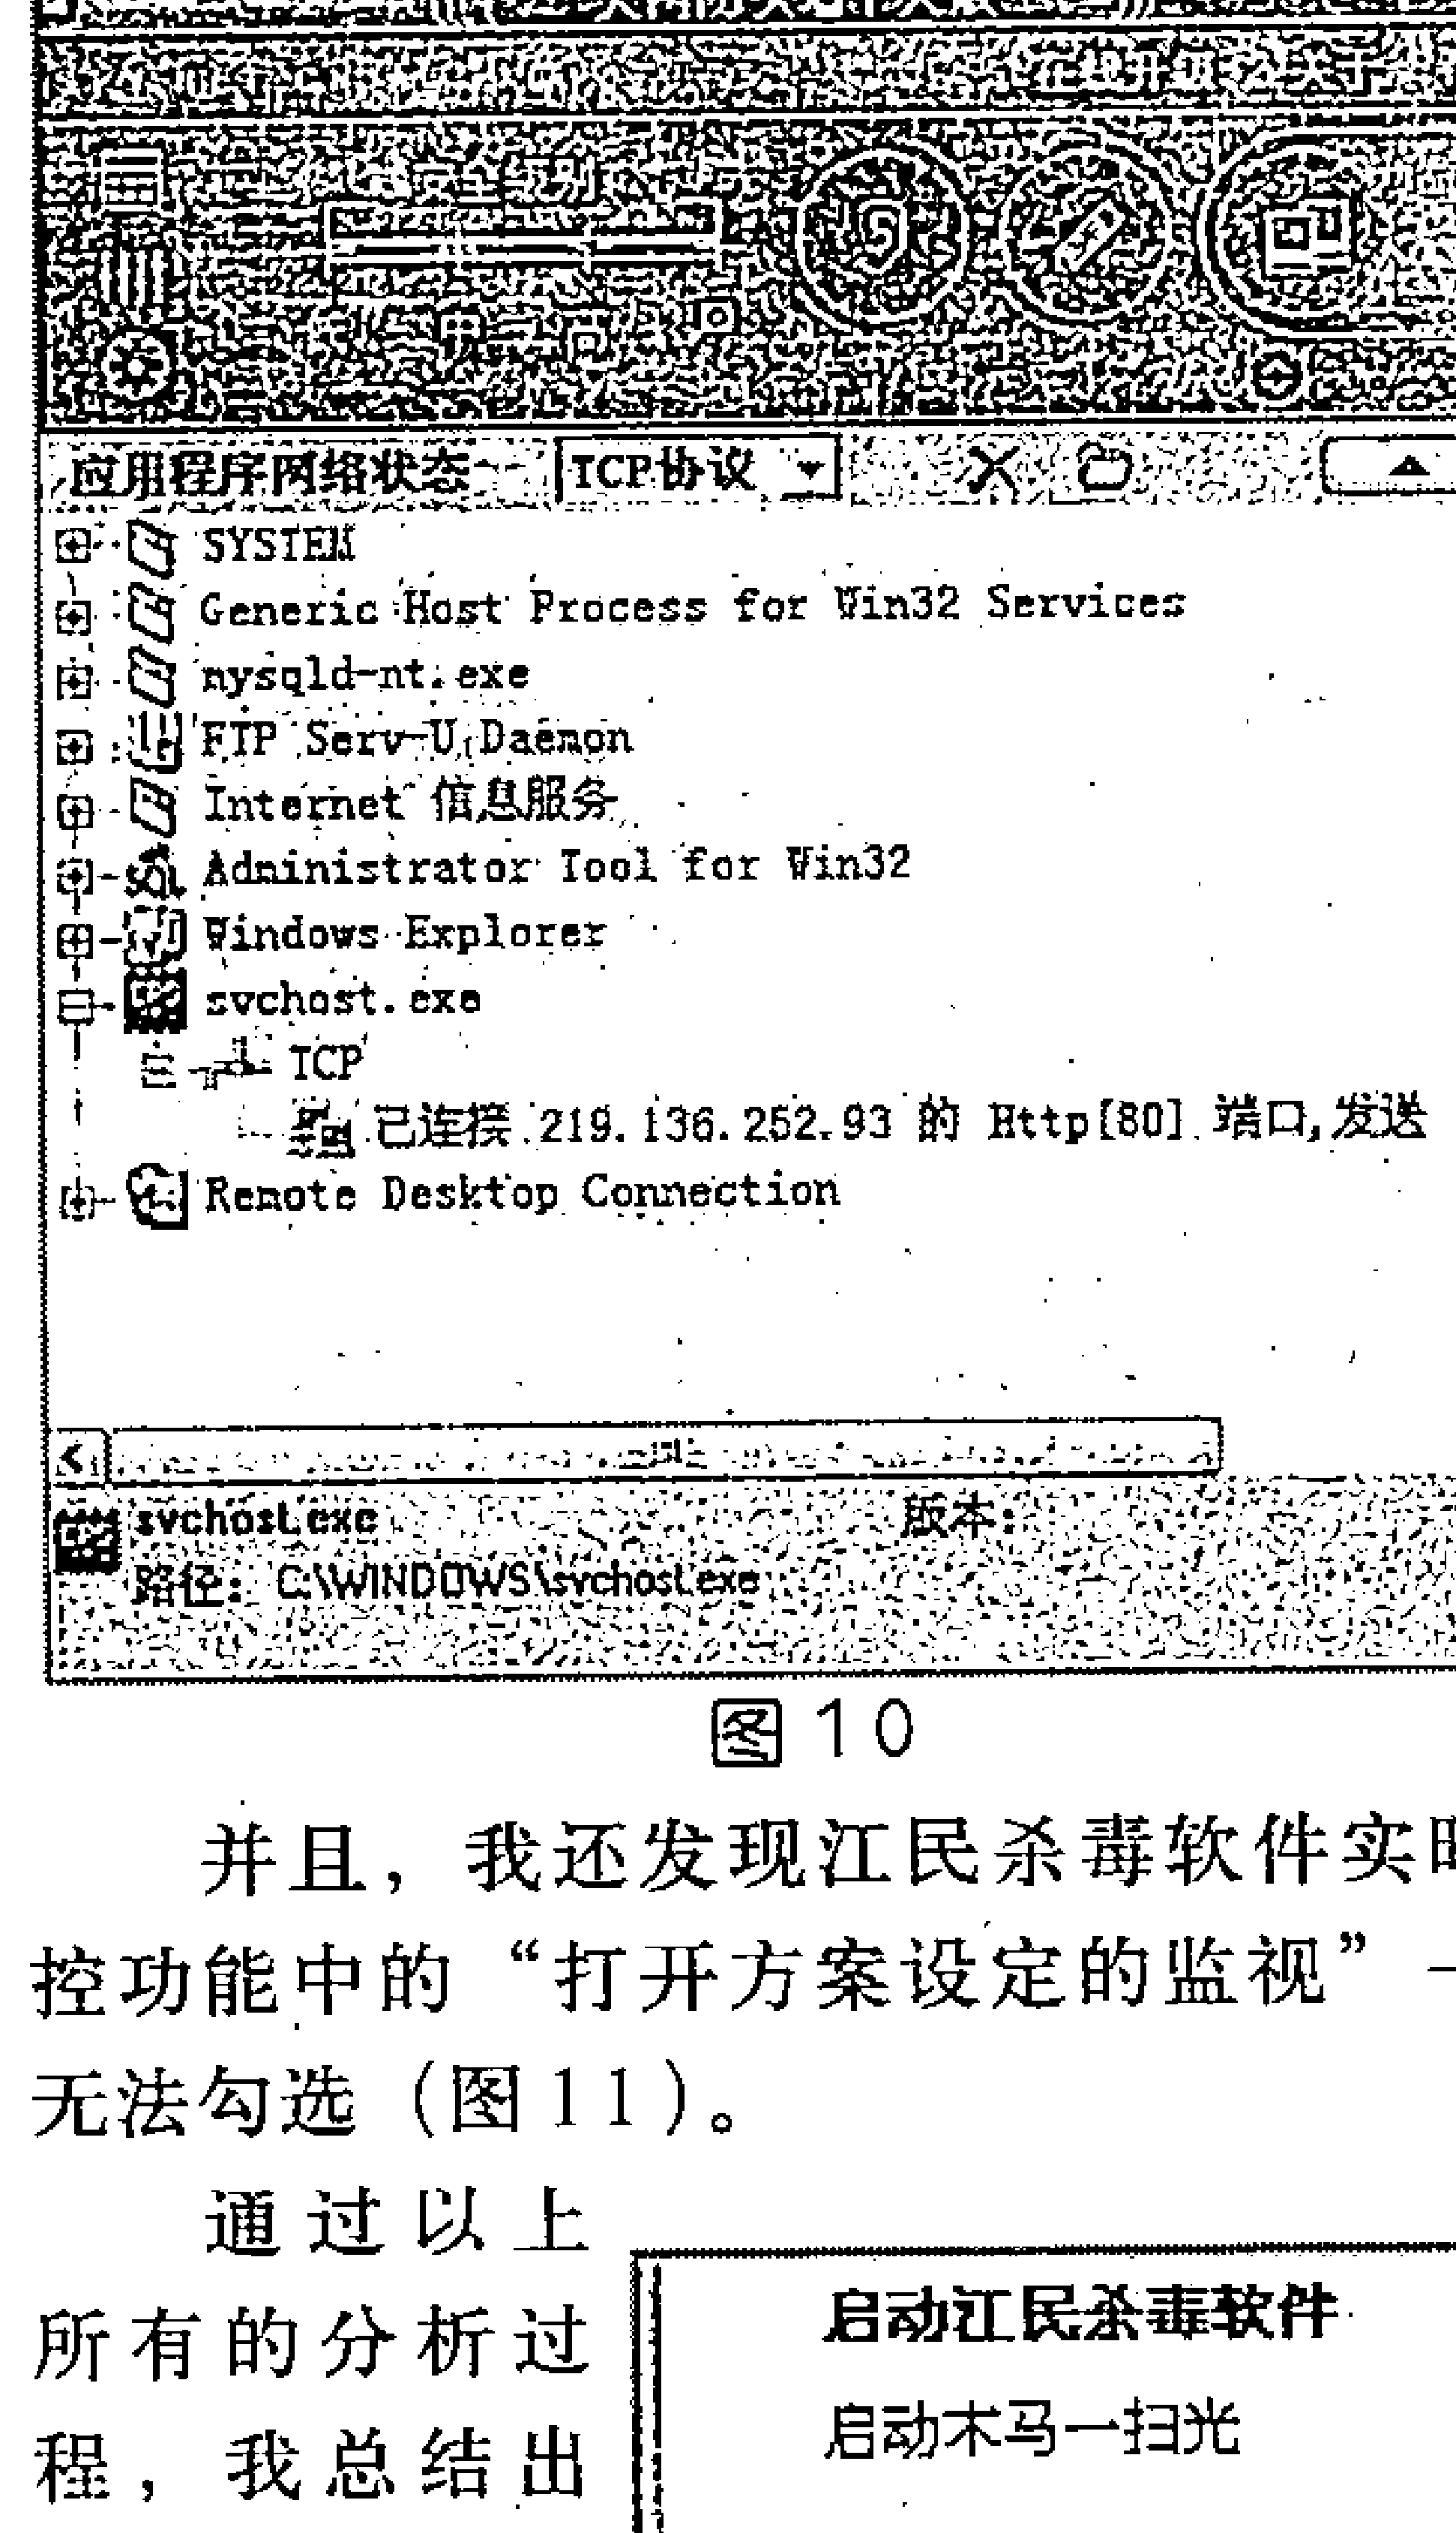 安全级别
应用程序网络状态 TCP协议
SYSTEM
Generic Host Process for Win32 Services
mysqld-nt.exe
FTP Serv-U Daemon
Internet 信息服务
Administrator Tool for Win32
Windows Explorer
svchost.exe
TCP
已连接 219.136.252.93 的 Http[80] 端口,发送
Remote Desktop Connection
svchost.exe 版本:
路径: C:\WINDOWS\svchost.exe
图 10
并且，我还发现江民杀毒软件实
控功能中的“打开方案设定的监视”
无法勾选（图 11）。
通过以上
所有的分析过
程，我总结出
启动江民杀毒软件
启动木马一扫光